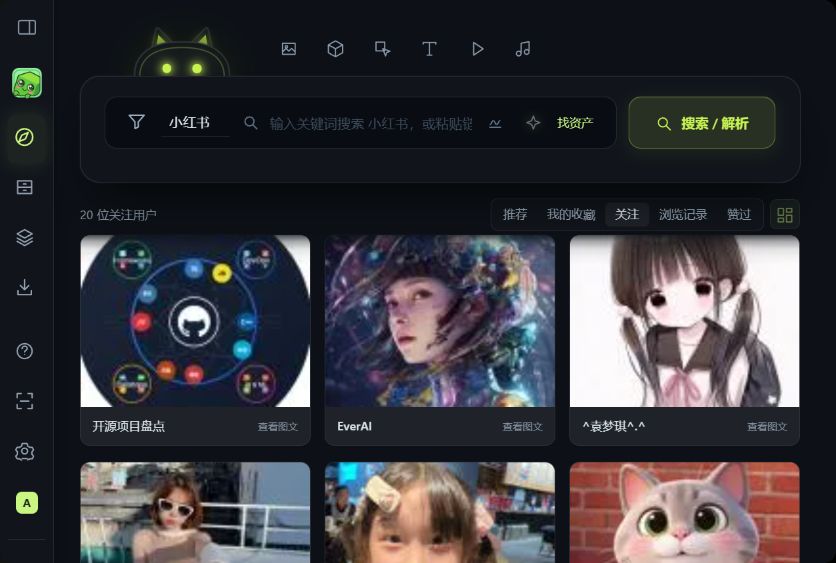 小红书
输入关键词搜索 小红书，或粘贴链
找资产
搜索 / 解析
20 位关注用户
推荐 我的收藏 关注 浏览记录 赞过
开源项目盘点 查看图文
EverAI 查看图文
^袁梦琪^.^ 查看图文
A